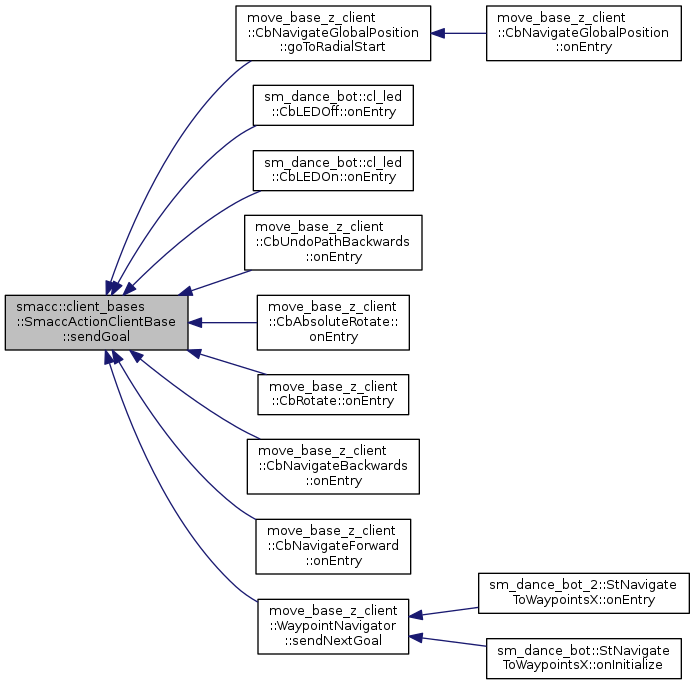 move_base_z_client
::CbNavigateGlobalPosition
::goToRadialStart
move_base_z_client
::CbNavigateGlobalPosition
::onEntry
sm_dance_bot::cl_led
::CbLEDOff::onEntry
sm_dance_bot::cl_led
::CbLEDOn::onEntry
move_base_z_client
::CbUndoPathBackwards
::onEntry
smacc::client_bases
::SmaccActionClientBase
::sendGoal
move_base_z_client
::CbAbsoluteRotate::
onEntry
move_base_z_client
::CbRotate::onEntry
move_base_z_client
::CbNavigateBackwards
::onEntry
move_base_z_client
::CbNavigateForward
::onEntry
move_base_z_client
::WaypointNavigator
::sendNextGoal
sm_dance_bot_2::StNavigate
ToWaypointsX::onEntry
sm_dance_bot::StNavigate
ToWaypointsX::onInitialize